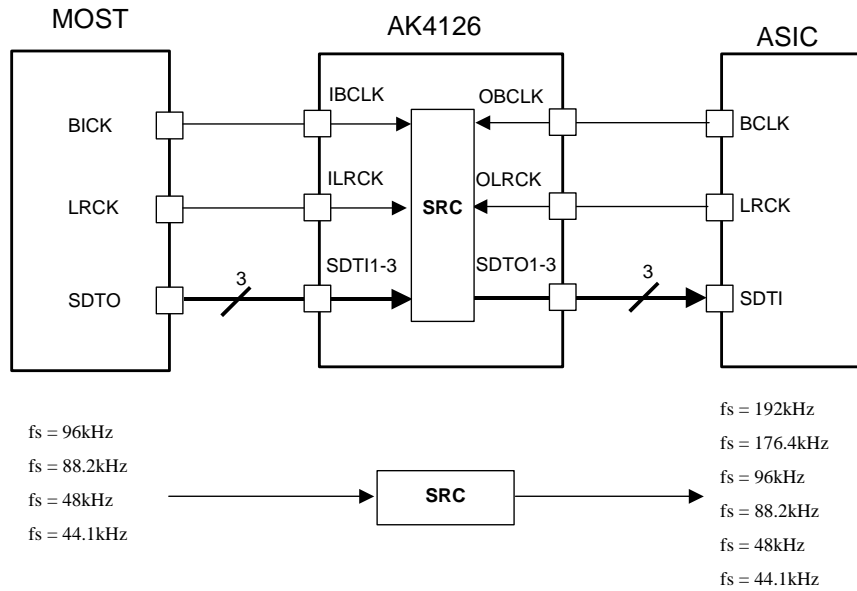 MOST
AK4126
ASIC
IBCLK
OBCLK
BICK
BCLK
ILRCK
OLRCK
LRCK
SRC
LRCK
SDTI1-3
SDTO1-3
3
3
SDTO
SDTI
fs = 96kHz
fs = 88.2kHz
fs = 48kHz
fs = 44.1kHz
SRC
fs = 192kHz
fs = 176.4kHz
fs = 96kHz
fs = 88.2kHz
fs = 48kHz
fs = 44.1kHz